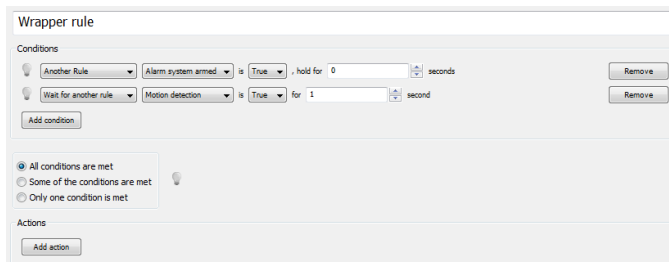 Wrapper rule
Conditions
Another Rule Alarm system armed is True , hold for 0 seconds Remove
Wait for another rule Motion detection is True for 1 second Remove
Add condition
All conditions are met
Some of the conditions are met
Only one condition is met
Actions
Add action